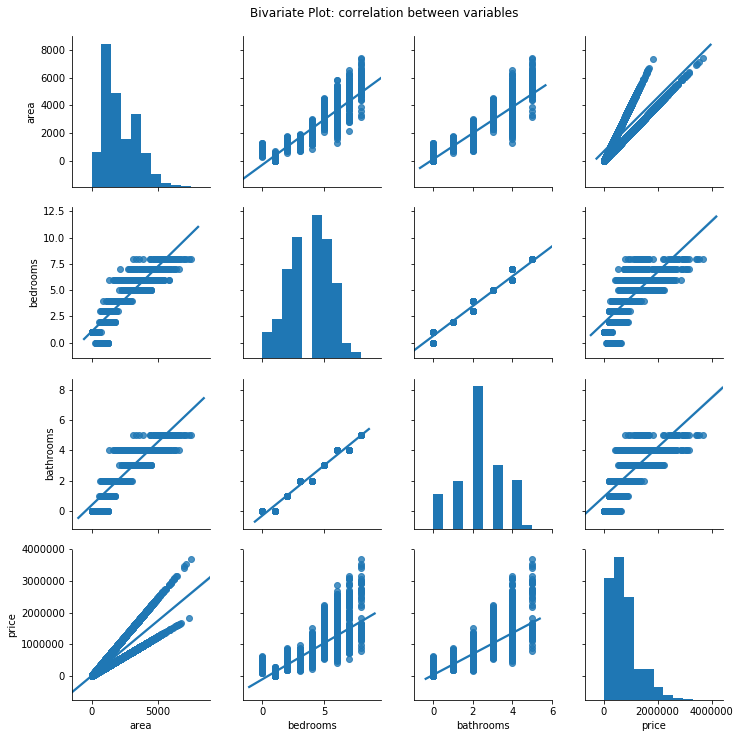 Bivariate Plot: correlation between variables
8000
6000
4000
2000
0
area
12.5
10.0
7.5
5.0
2.5
0.0
bedrooms
8
6
4
2
0
bathrooms
4000000
3000000
2000000
1000000
0
price
0 5000
area
0 5
bedrooms
0 2 4 6
bathrooms
0 2000000 4000000
price